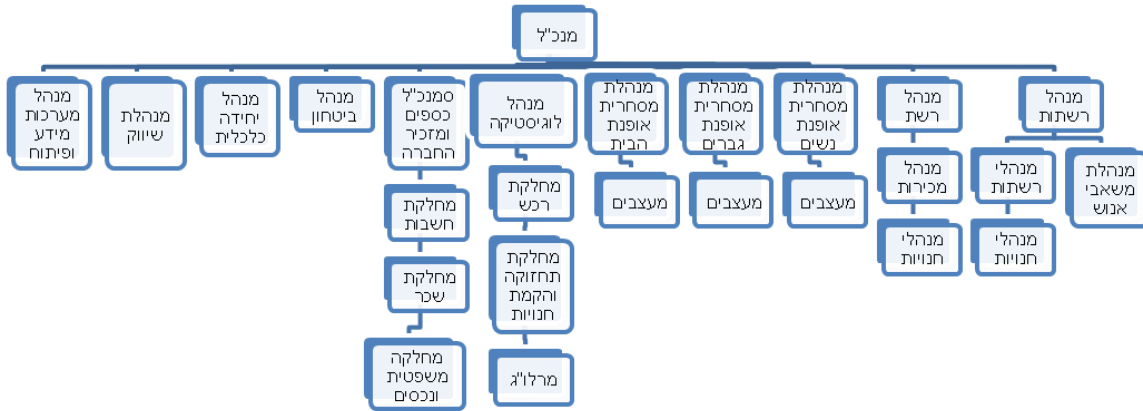 מנכ"ל
מנהל
רשתות
מנהל
רשת
מנהלת
מסחרית
אופנת
נשים
מנהלת
מסחרית
אופנת
גברים
מנהלת
מסחרית
אופנת
הבית
מנהל
לוגיסטיקה
סמנכ"ל
כספים
ומזכיר
החברה
מנהל
ביטחון
מנהל
יחידה
כלכלית
מנהלת
שיווק
מנהל
מערכות
מידע
ופיתוח
מנהלת
משאבי
אנוש
מנהלי
רשתות
מנהל
מכירות
מעצבים
מעצבים
מעצבים
מחלקת
רכש
מחלקת
חשבות
מנהלי
חנויות
מנהלי
חנויות
מחלקת
תחזוקה
והקמת
חנויות
מחלקת
שכר
מרלו"ג
מחלקה
משפטית
ונכסים